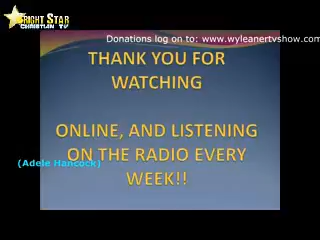 BRIGHT STAR
CHRISTIAN TV
Donations log on to: www.wyleanertvshow.com
THANK YOU FOR
WATCHING
ONLINE, AND LISTENING
ON THE RADIO EVERY
WEEK!!
(Adele Hancock)